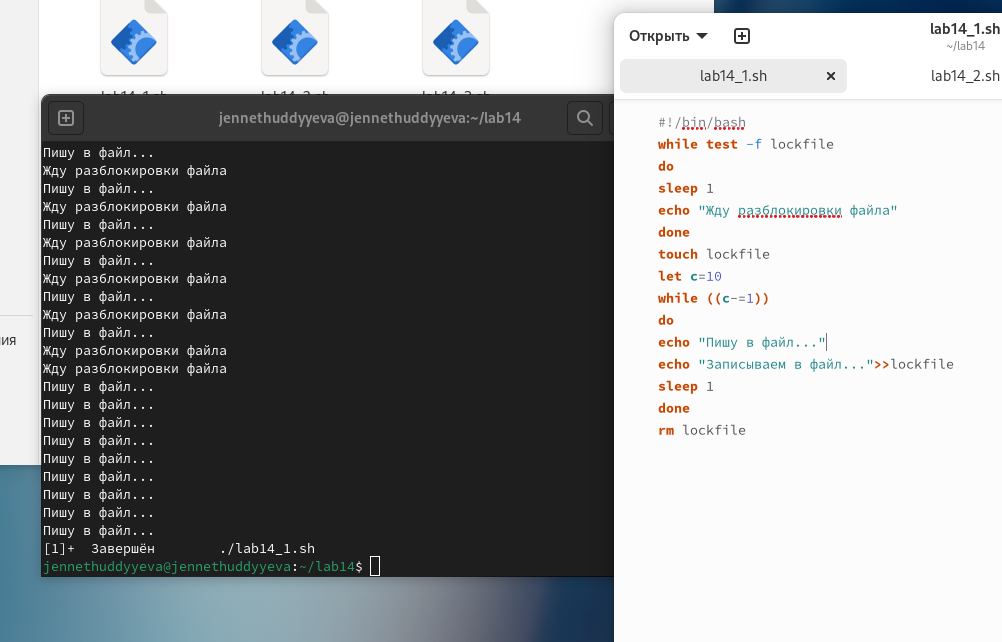 jennethuddyyeva@jennethuddyyeva:~/lab14
Пишу в файл...
Жду разблокировки файла
Пишу в файл...
Жду разблокировки файла
Пишу в файл...
Жду разблокировки файла
Пишу в файл...
Жду разблокировки файла
Пишу в файл...
Жду разблокировки файла
Пишу в файл...
Жду разблокировки файла
Жду разблокировки файла
Пишу в файл...
Пишу в файл...
Пишу в файл...
Пишу в файл...
Пишу в файл...
Пишу в файл...
Пишу в файл...
Пишу в файл...
Пишу в файл...
[1]+  Завершён        ./lab14_1.sh
jennethuddyyeva@jennethuddyyeva:~/lab14$
Открыть
lab14_1.sh
~/lab14
lab14_1.sh
lab14_2.sh
#!/bin/bash
while test -f lockfile
do
sleep 1
echo "Жду разблокировки файла"
done
touch lockfile
let c=10
while ((c-=1))
do
echo "Пишу в файл..."
echo "Записываем в файл...">>lockfile
sleep 1
done
rm lockfile